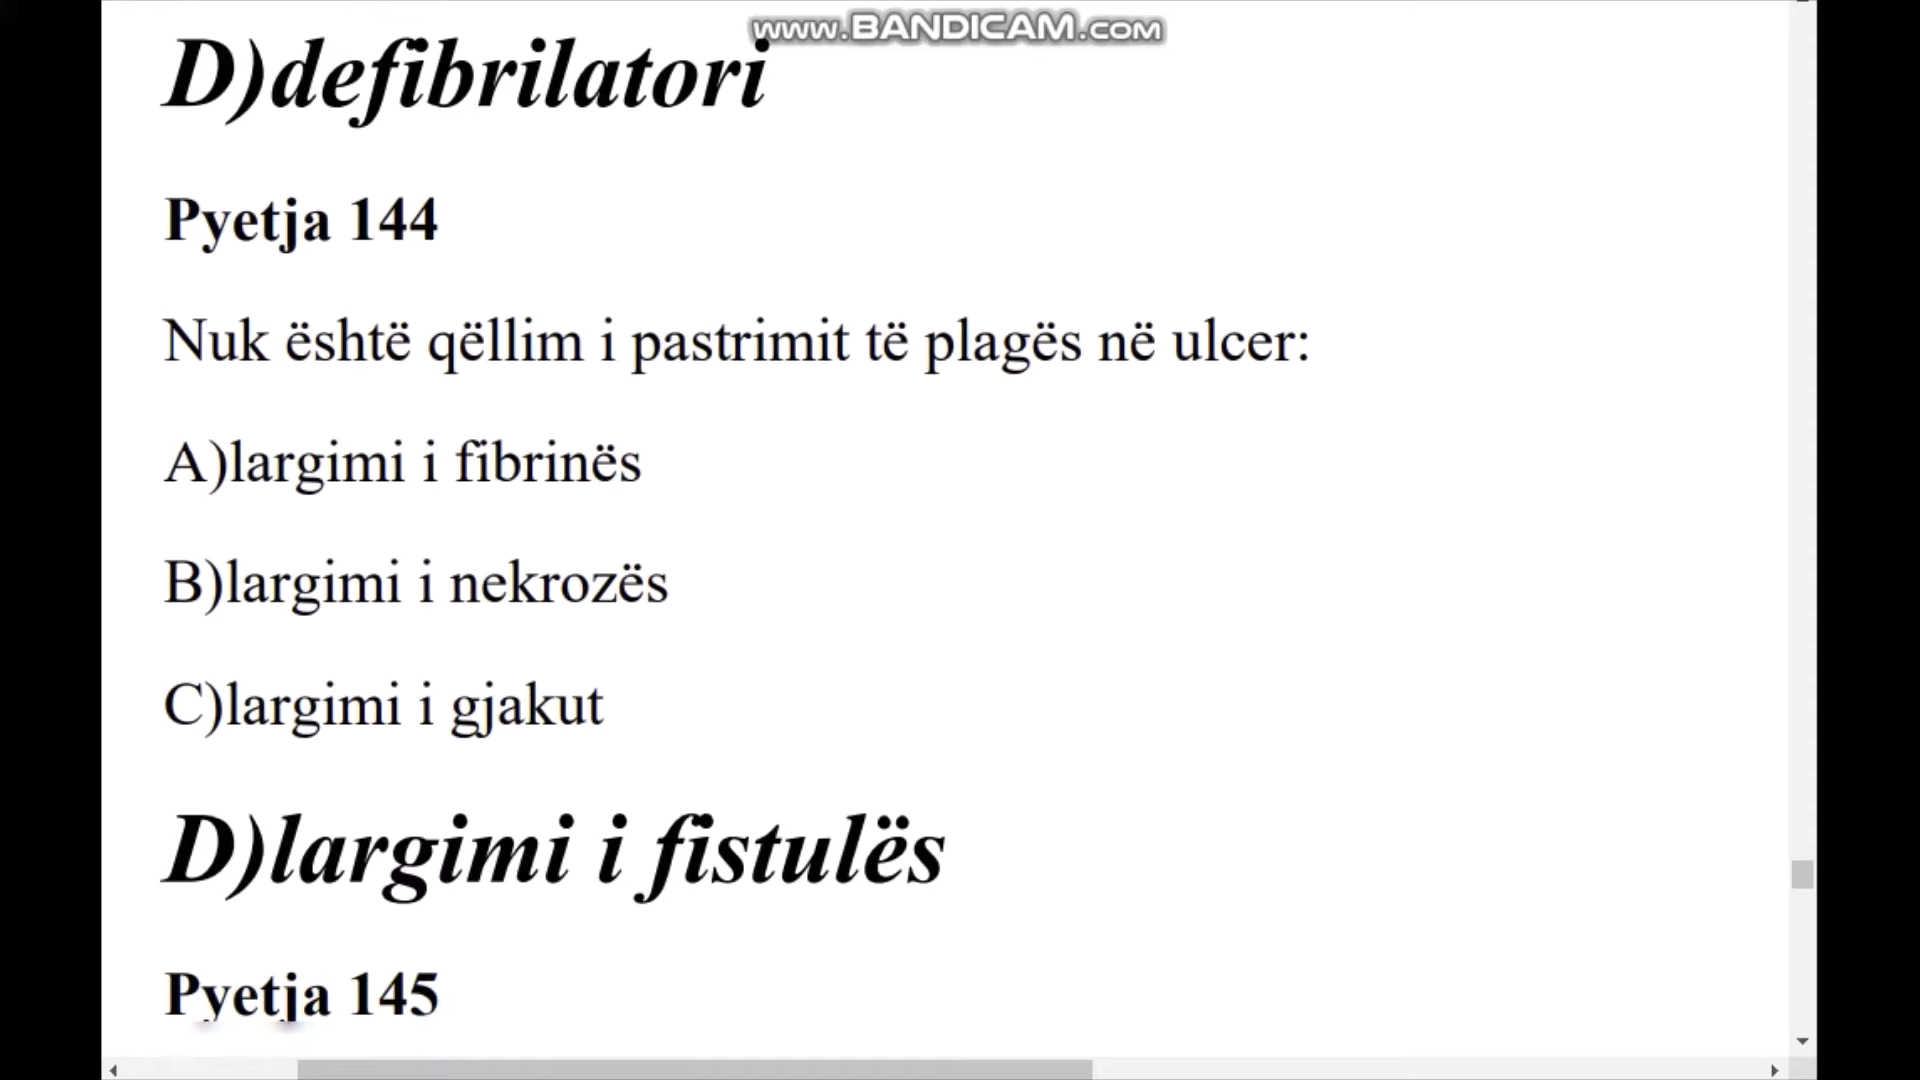 www.BANDICAM.com
D)defibrilatori
Pyetja 144
Nuk është qëllim i pastrimit të plagës në ulcer:
A)largimi i fibrinës
B)largimi i nekrozës
C)largimi i gjakut
D)largimi i fistulës
Pyetja 145